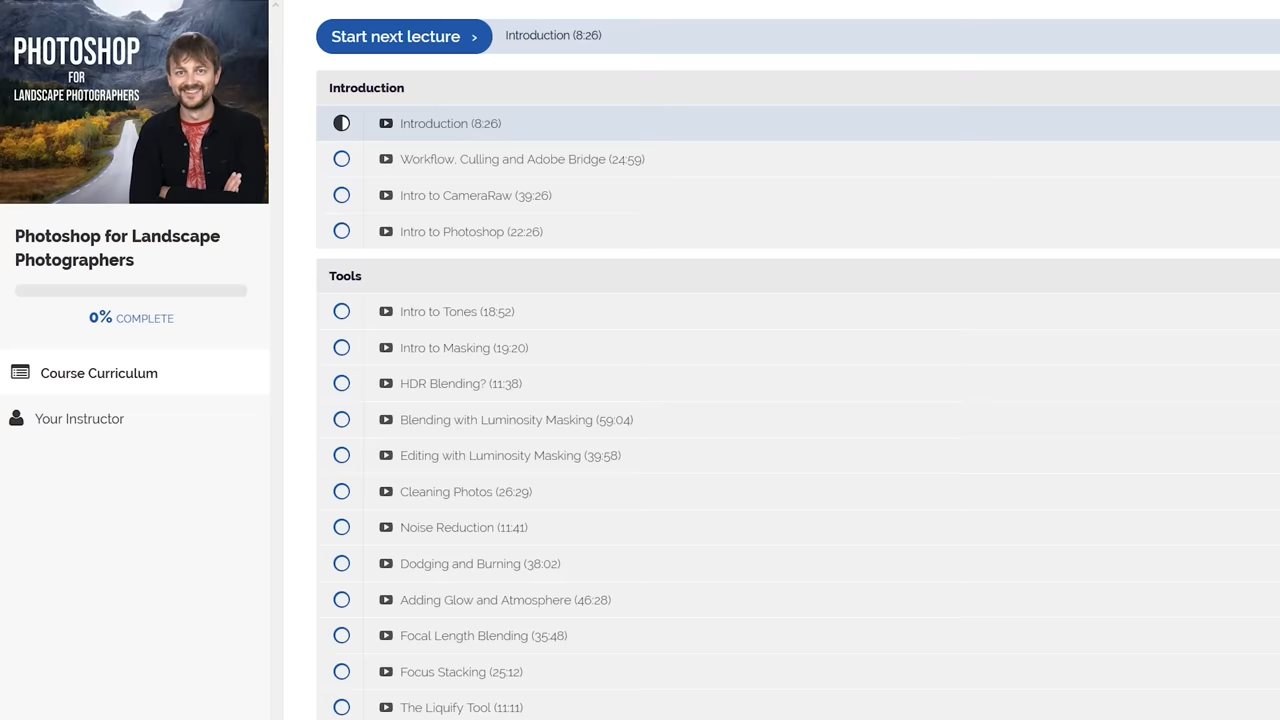 PHOTOSHOP
FOR
LANDSCAPE PHOTOGRAPHERS
Photoshop for Landscape
Photographers
0% COMPLETE
Course Curriculum
Your Instructor
Start next lecture › Introduction (8:26)
Introduction
Introduction (8:26)
Workflow, Culling and Adobe Bridge (24:59)
Intro to CameraRaw (39:26)
Intro to Photoshop (22:26)
Tools
Intro to Tones (18:52)
Intro to Masking (19:20)
HDR Blending? (11:38)
Blending with Luminosity Masking (59:04)
Editing with Luminosity Masking (39:58)
Cleaning Photos (26:29)
Noise Reduction (11:41)
Dodging and Burning (38:02)
Adding Glow and Atmosphere (46:28)
Focal Length Blending (35:48)
Focus Stacking (25:12)
The Liquify Tool (11:11)